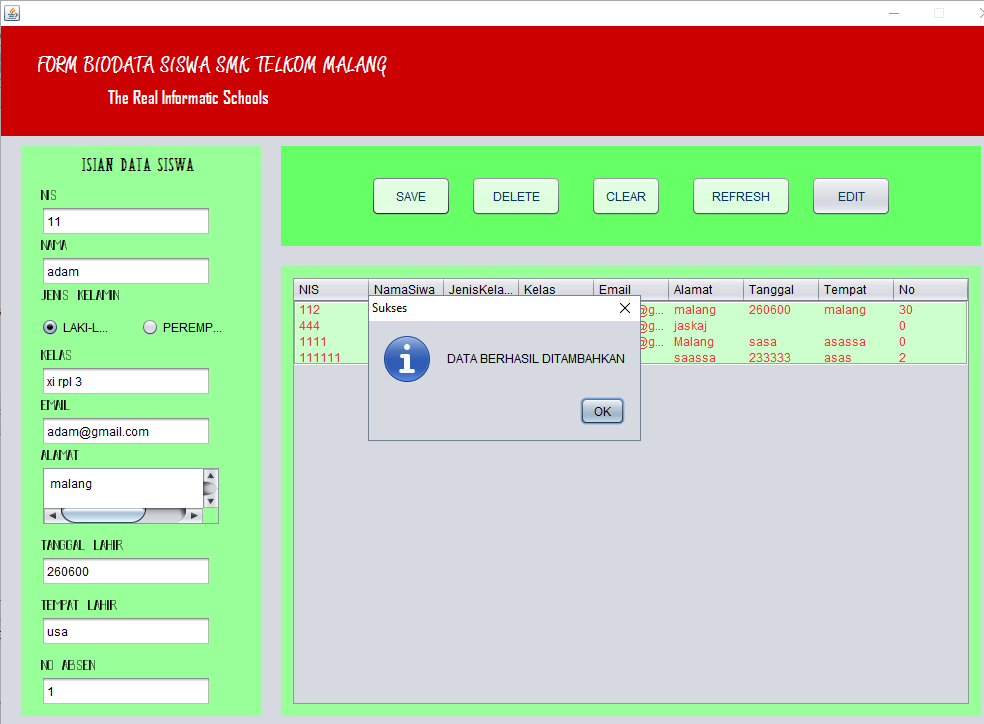 FORM BIODATA SISWA SMK TELKOM MALANG
The Real Informatic Schools
ISIAN DATA SISWA
NIS
11
NAMA
adam
JENIS KELAMIN
LAKI-L...
PEREMP...
KELAS
xi rpl 3
EMAIL
adam@gmail.com
ALAMAT
malang
TANGGAL LAHIR
260600
TEMPAT LAHIR
usa
NO ABSEN
1
SAVE DELETE CLEAR REFRESH EDIT
NIS NamaSiwa JenisKela... Kelas Email Alamat Tanggal Tempat No
112 @g... malang 260600 malang 30
444 jaskaj 0
1111 @g... Malang sasa asassa 0
111111 saassa 233333 asas 2
Sukses
DATA BERHASIL DITAMBAHKAN
OK